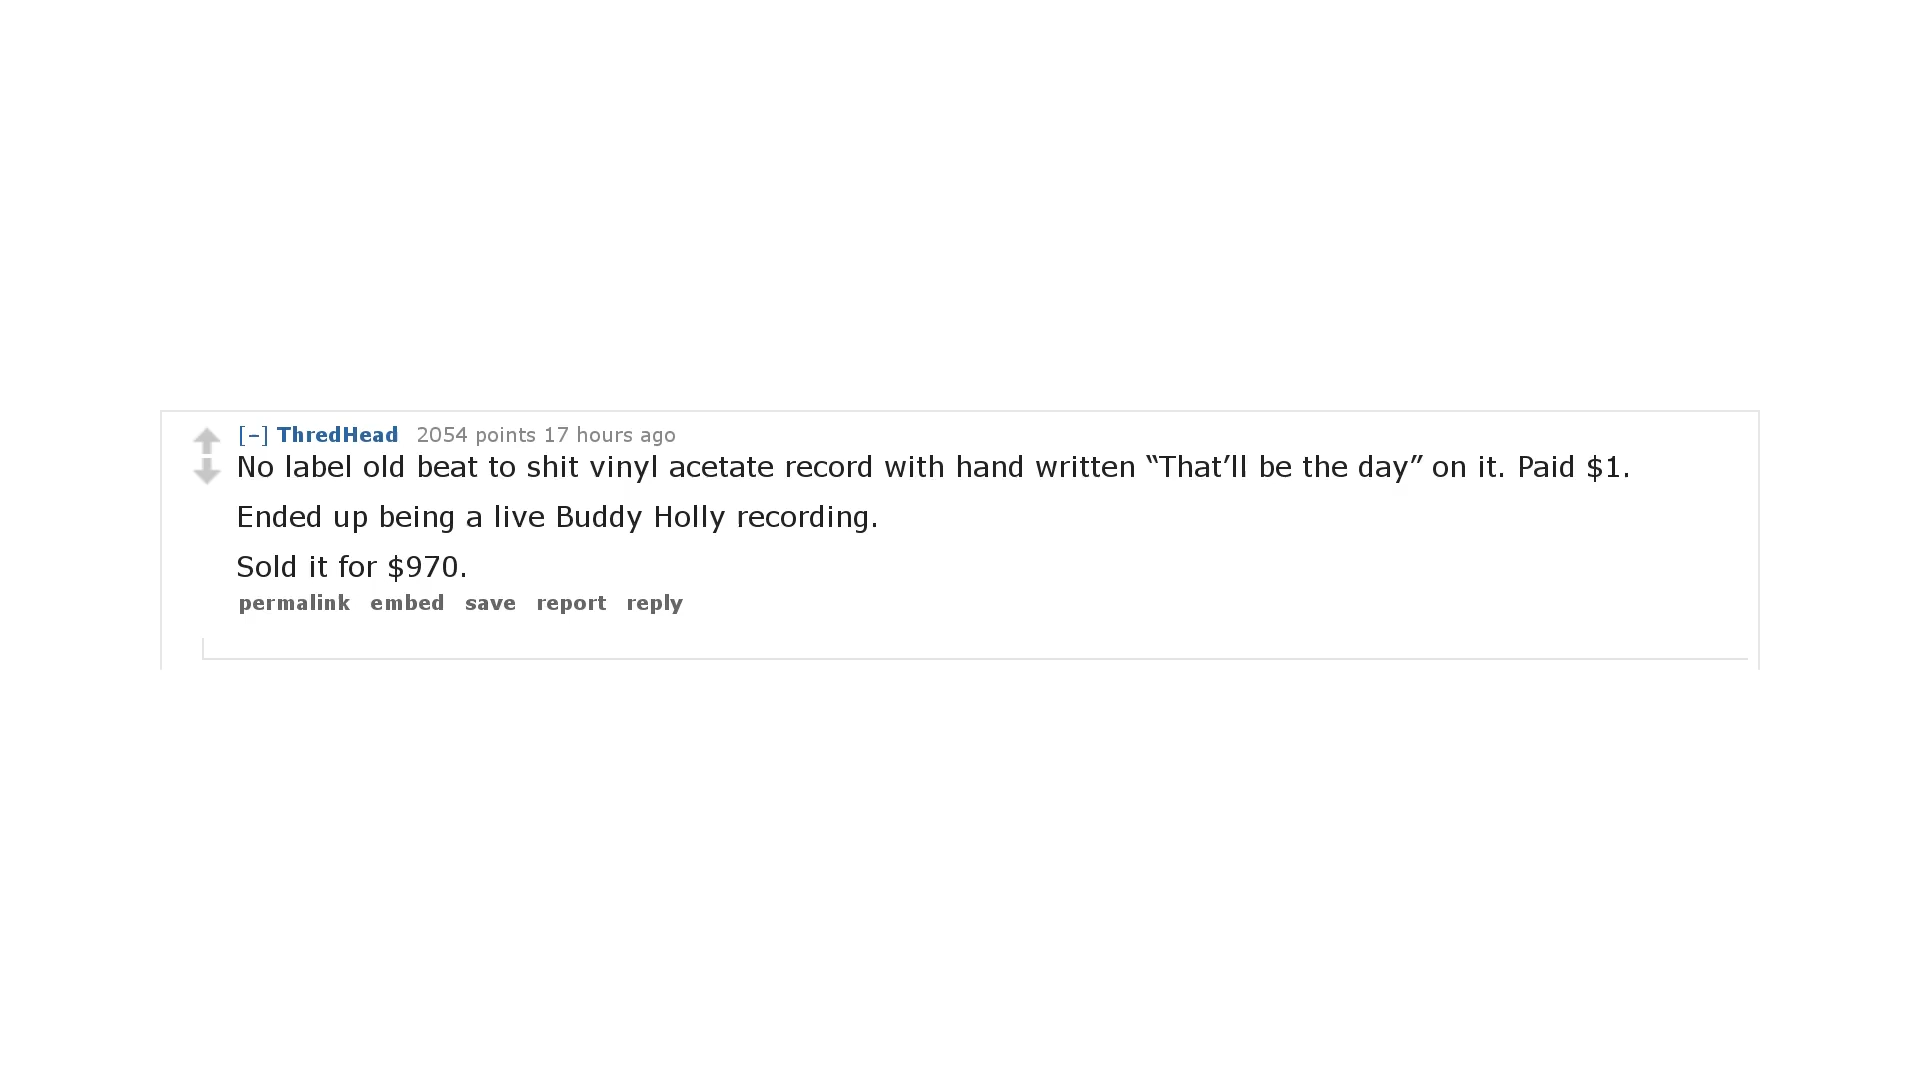 [–] ThredHead 2054 points 17 hours ago
No label old beat to shit vinyl acetate record with hand written “That’ll be the day” on it. Paid $1.
Ended up being a live Buddy Holly recording.
Sold it for $970.
permalink embed save report reply